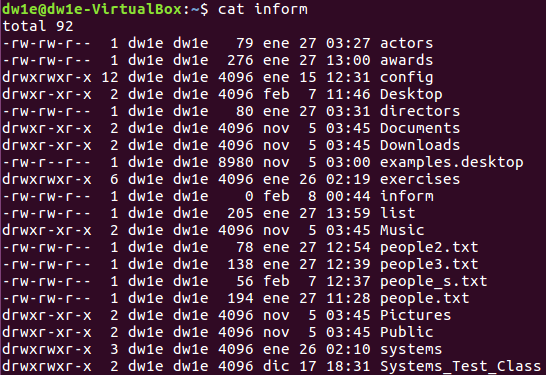 dw1e@dw1e-VirtualBox:~$ cat inform
total 92
-rw-rw-r--  1 dw1e dw1e   79 ene 27 03:27 actors
-rw-rw-r--  1 dw1e dw1e  276 ene 27 13:00 awards
drwxrwxr-x 12 dw1e dw1e 4096 ene 15 12:31 config
drwxr-xr-x  2 dw1e dw1e 4096 feb  7 11:46 Desktop
-rw-rw-r--  1 dw1e dw1e   80 ene 27 03:31 directors
drwxr-xr-x  2 dw1e dw1e 4096 nov  5 03:45 Documents
drwxr-xr-x  2 dw1e dw1e 4096 nov  5 03:45 Downloads
-rw-r--r--  1 dw1e dw1e 8980 nov  5 03:00 examples.desktop
drwxrwxr-x  6 dw1e dw1e 4096 ene 26 02:19 exercises
-rw-rw-r--  1 dw1e dw1e    0 feb  8 00:44 inform
-rw-rw-r--  1 dw1e dw1e  205 ene 27 13:59 list
drwxr-xr-x  2 dw1e dw1e 4096 nov  5 03:45 Music
-rw-rw-r--  1 dw1e dw1e   78 ene 27 12:54 people2.txt
-rw-rw-r--  1 dw1e dw1e  138 ene 27 12:39 people3.txt
-rw-rw-r--  1 dw1e dw1e   56 feb  7 12:37 people_s.txt
-rw-rw-r--  1 dw1e dw1e  194 ene 27 11:28 people.txt
drwxr-xr-x  2 dw1e dw1e 4096 nov  5 03:45 Pictures
drwxr-xr-x  2 dw1e dw1e 4096 nov  5 03:45 Public
drwxrwxr-x  3 dw1e dw1e 4096 ene 26 02:10 systems
drwxrwxr-x  2 dw1e dw1e 4096 dic 17 18:31 Systems_Test_Class